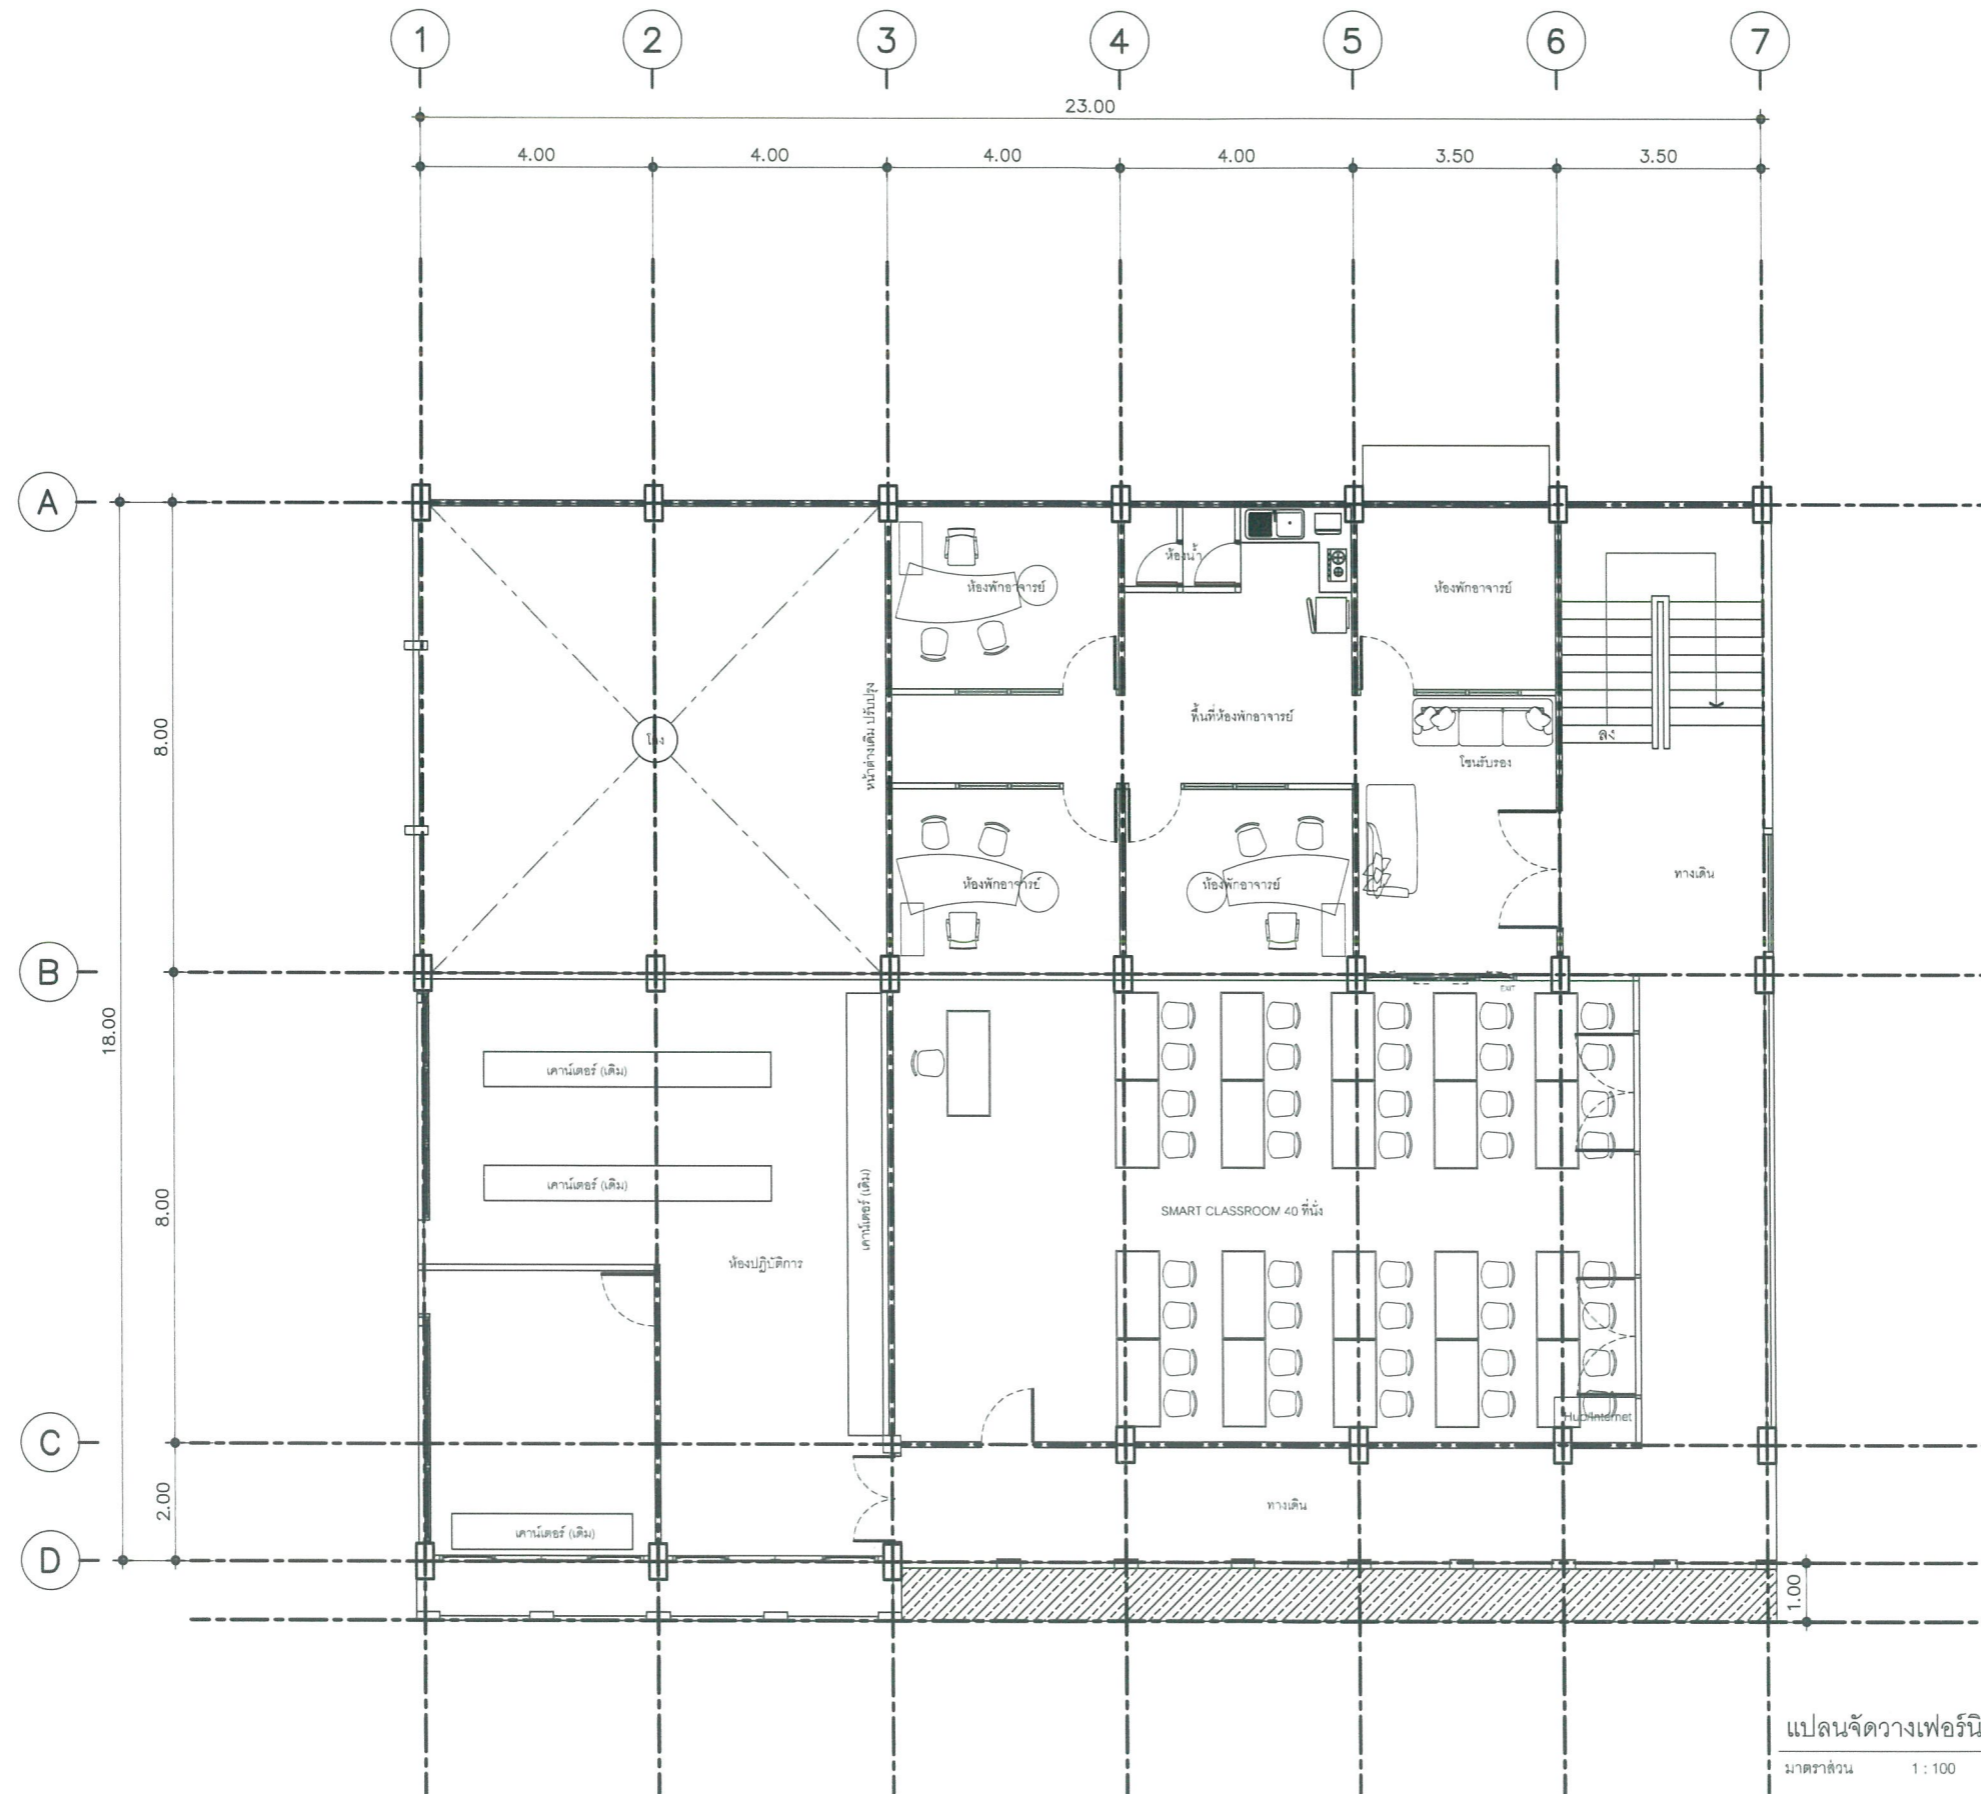 1 2 3 4 5 6 7
23.00
4.00 4.00 4.00 4.00 3.50 3.50
A
ห้องน้ำ
ห้องพักอาจารย์
ห้องพักอาจารย์
หน้าต่างเดิม ปรับปรุง
พื้นที่ห้องพักอาจารย์
ลง
8.00
โถง
โซนรับรอง
ทางเดิน
ห้องพักอาจารย์
ห้องพักอาจารย์
B
EXIT
18.00
เคาน์เตอร์ (เดิม)
เคาน์เตอร์ (เดิม)
เคาน์เตอร์ (เดิม)
8.00
SMART CLASSROOM 40 ที่นั่ง
ห้องปฏิบัติการ
Hub/Internet
C
2.00
ทางเดิน
เคาน์เตอร์ (เดิม)
D
1.00
แปลนจัดวางเฟอร์นิ
มาตราส่วน 1 : 100